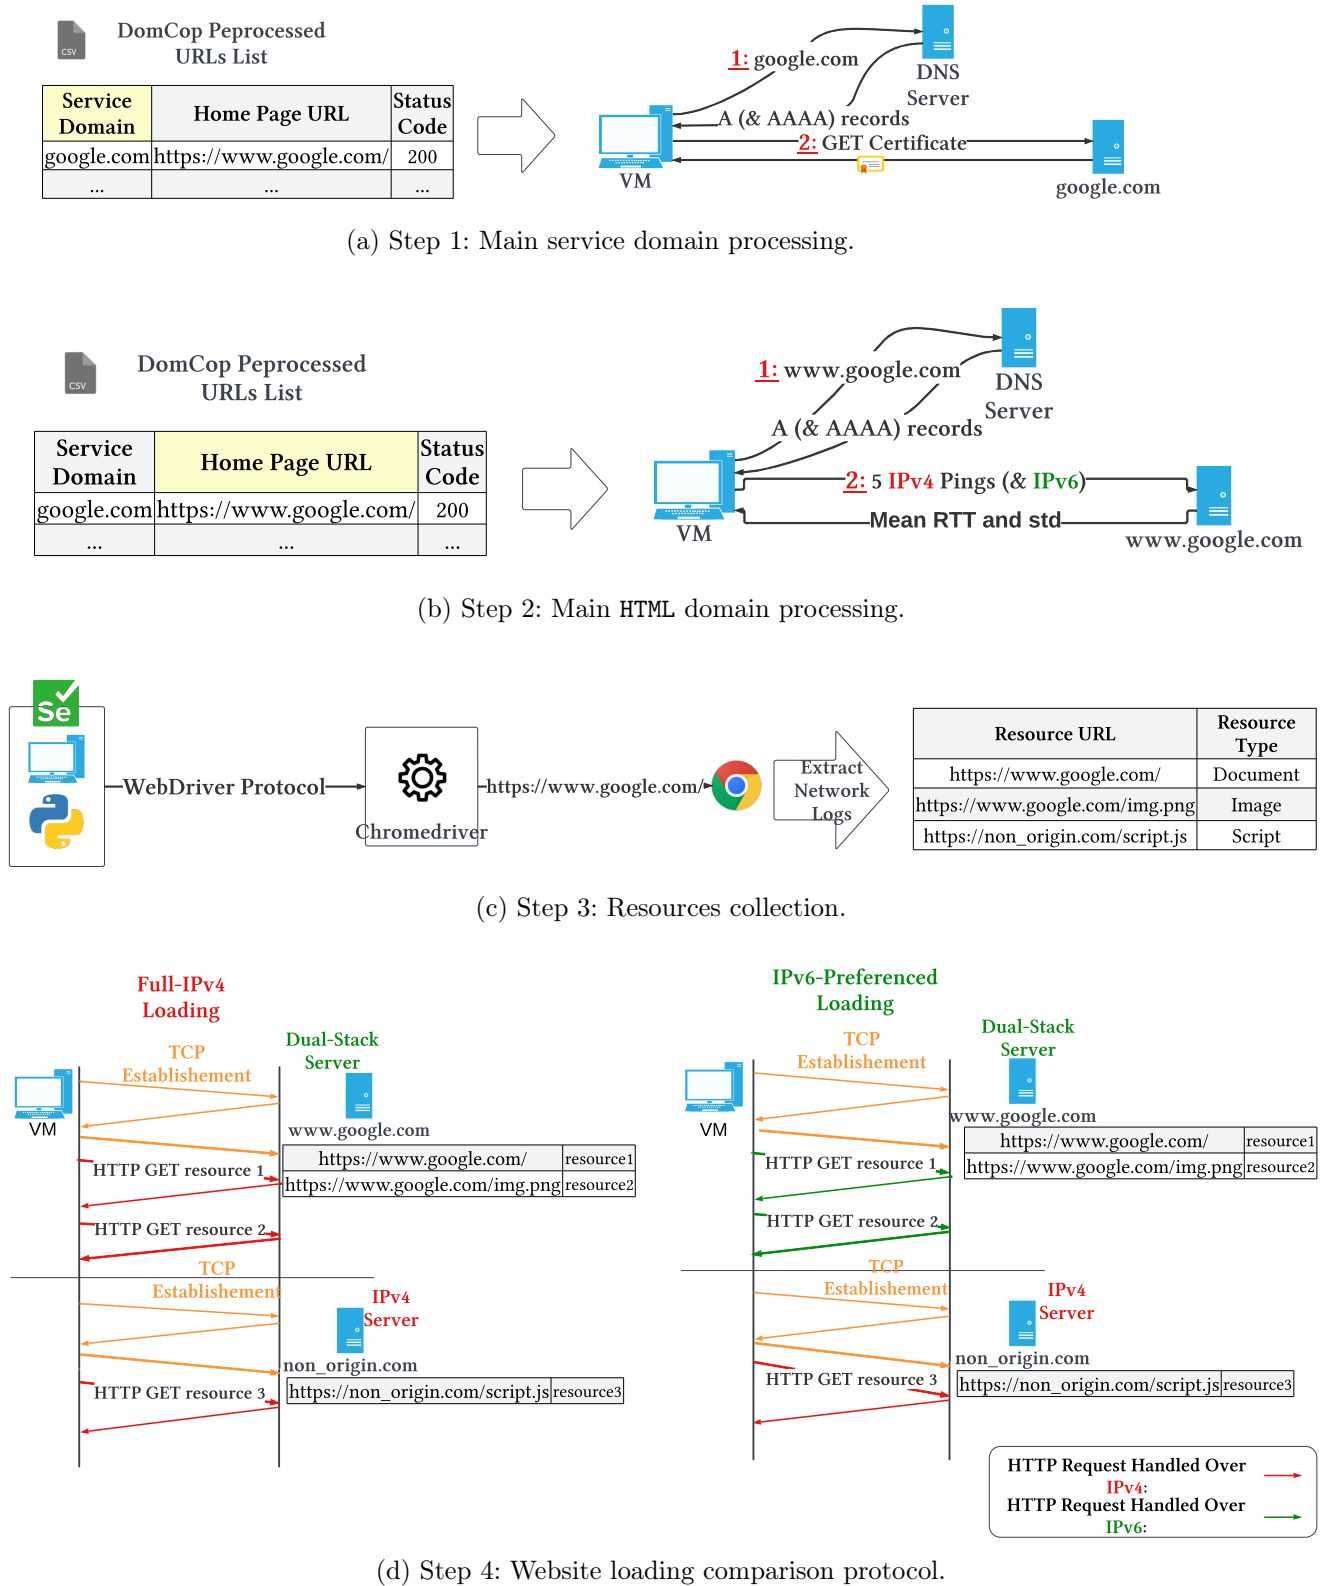 DomCop Peprocessed
URLs List
CSV
Service
Domain
Home Page URL
Status
Code
google.com
https://www.google.com/
200
...
...
...
1: google.com
DNS
Server
A (& AAAA) records
2: GET Certificate
VM
google.com
(a) Step 1: Main service domain processing.
DomCop Peprocessed
URLs List
CSV
Service
Domain
Home Page URL
Status
Code
google.com
https://www.google.com/
200
...
...
...
1: www.google.com
DNS
Server
A (& AAAA) records
2: 5 IPv4 Pings (& IPv6)
Mean RTT and std
VM
www.google.com
(b) Step 2: Main HTML domain processing.
Se
WebDriver Protocol
Chromedriver
https://www.google.com/
Extract
Network
Logs
Resource URL
Resource
Type
https://www.google.com/
Document
https://www.google.com/img.png
Image
https://non_origin.com/script.js
Script
(c) Step 3: Resources collection.
Full-IPv4
Loading
TCP
Establishement
Dual-Stack
Server
VM
www.google.com
https://www.google.com/
resource1
https://www.google.com/img.png
resource2
HTTP GET resource 1
HTTP GET resource 2
TCP
Establishement
IPv4
Server
non_origin.com
https://non_origin.com/script.js
resource3
HTTP GET resource 3
IPv6-Preferenced
Loading
TCP
Establishement
Dual-Stack
Server
VM
www.google.com
https://www.google.com/
resource1
https://www.google.com/img.png
resource2
HTTP GET resource 1
HTTP GET resource 2
TCP
Establishement
IPv4
Server
non_origin.com
https://non_origin.com/script.js
resource3
HTTP GET resource 3
HTTP Request Handled Over
IPv4:
HTTP Request Handled Over
IPv6:
(d) Step 4: Website loading comparison protocol.